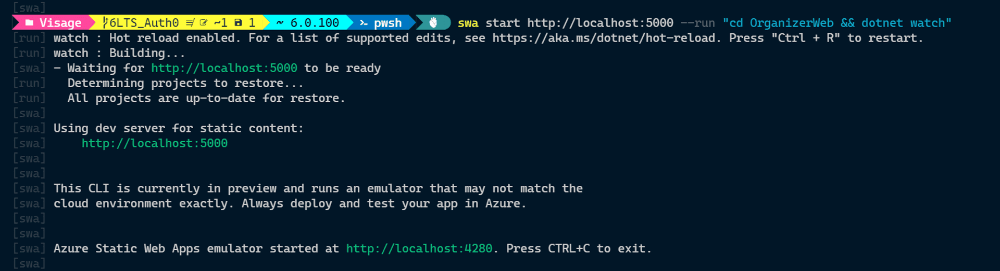 [swa]
Visage 6LTS_Auth0 ~1 1 ~ 6.0.100 pwsh swa start http://localhost:5000 --run "cd OrganizerWeb && dotnet watch"
[run] watch : Hot reload enabled. For a list of supported edits, see https://aka.ms/dotnet/hot-reload. Press "Ctrl + R" to restart.
[run] watch : Building...
[swa] - Waiting for http://localhost:5000 to be ready
[run]   Determining projects to restore...
[run]   All projects are up-to-date for restore.
[swa]
[swa] Using dev server for static content:
[swa]     http://localhost:5000
[swa]
[swa]
[swa] This CLI is currently in preview and runs an emulator that may not match the
[swa] cloud environment exactly. Always deploy and test your app in Azure.
[swa]
[swa]
[swa] Azure Static Web Apps emulator started at http://localhost:4280. Press CTRL+C to exit.
[swa]